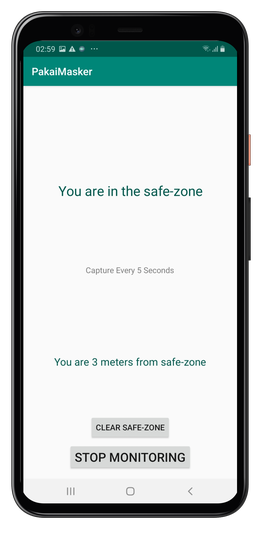 02:59
PakaiMasker
You are in the safe-zone
Capture Every 5 Seconds
You are 3 meters from safe-zone
CLEAR SAFE-ZONE
STOP MONITORING